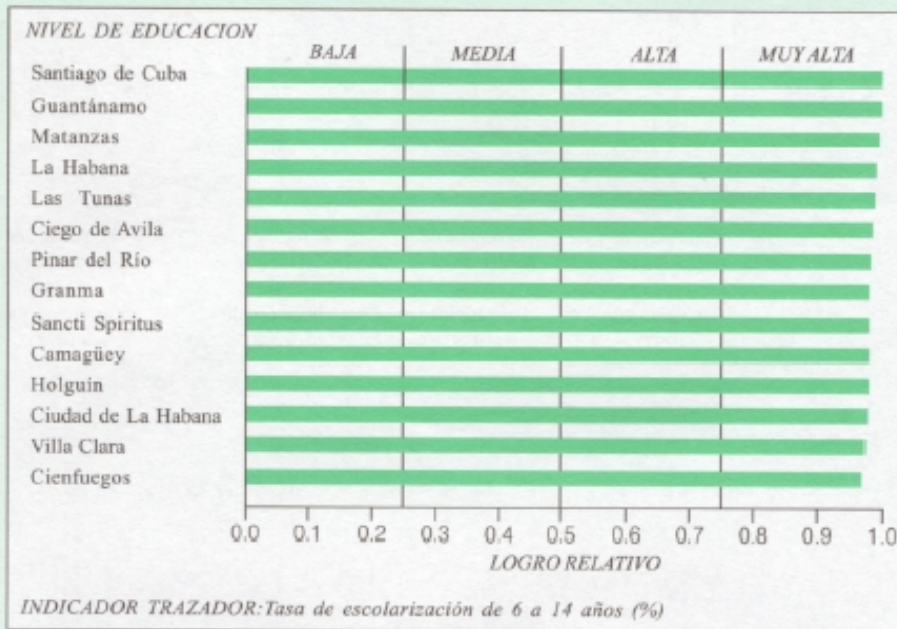 NIVEL DE EDUCACION
BAJA MEDIA ALTA MUY ALTA
Santiago de Cuba
Guantánamo
Matanzas
La Habana
Las Tunas
Ciego de Avila
Pinar del Río
Granma
Sancti Spiritus
Camagüey
Holguin
Ciudad de La Habana
Villa Clara
Cienfuegos
0.0 0.1 0.2 0.3 0.4 0.5 0.6 0.7 0.8 0.9 1.0
LOGRO RELATIVO
INDICADOR TRAZADOR:Tasa de escolarización de 6 a 14 años (%)